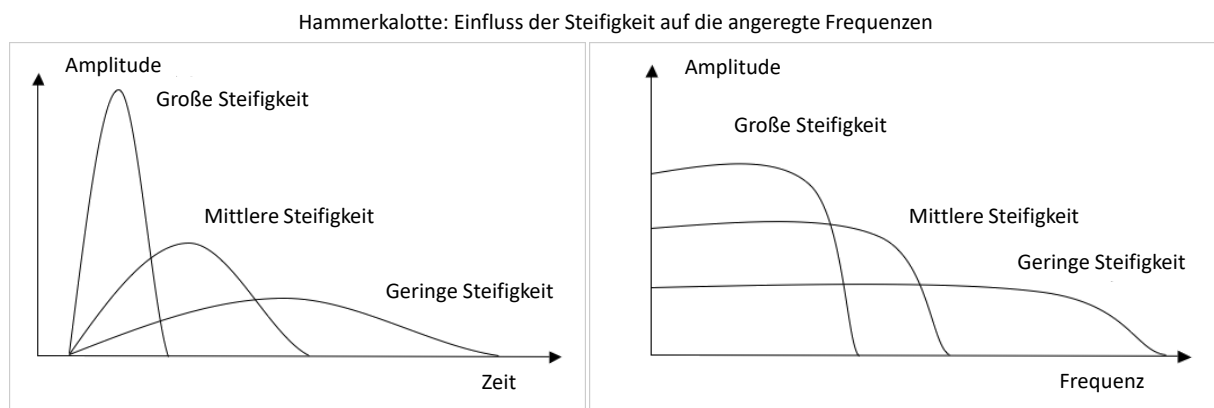 Hammerkalotte: Einfluss der Steifigkeit auf die angeregte Frequenzen
Amplitude
Große Steifigkeit
Mittlere Steifigkeit
Geringe Steifigkeit
Zeit
Amplitude
Große Steifigkeit
Mittlere Steifigkeit
Geringe Steifigkeit
Frequenz